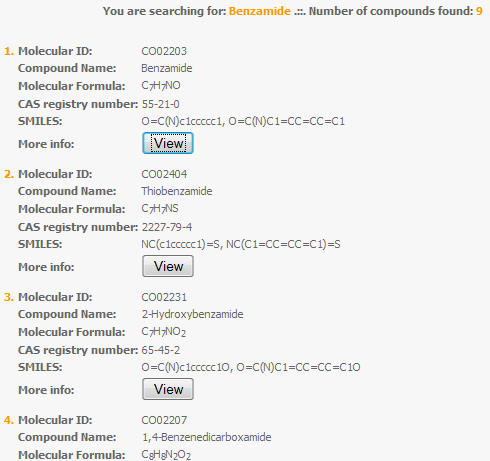 You are searching for: Benzamide .::. Number of compounds found: 9
1. Molecular ID: CO02203
Compound Name: Benzamide
Molecular Formula: C7H7NO
CAS registry number: 55-21-0
SMILES: O=C(N)c1ccccc1, O=C(N)C1=CC=CC=C1
More info: View
2. Molecular ID: CO02404
Compound Name: Thiobenzamide
Molecular Formula: C7H7NS
CAS registry number: 2227-79-4
SMILES: NC(c1ccccc1)=S, NC(C1=CC=CC=C1)=S
More info: View
3. Molecular ID: CO02231
Compound Name: 2-Hydroxybenzamide
Molecular Formula: C7H7NO2
CAS registry number: 65-45-2
SMILES: O=C(N)c1ccccc1O, O=C(N)C1=CC=CC=C1O
More info: View
4. Molecular ID: CO02207
Compound Name: 1,4-Benzenedicarboxamide
Molecular Formula: C8H8N2O2